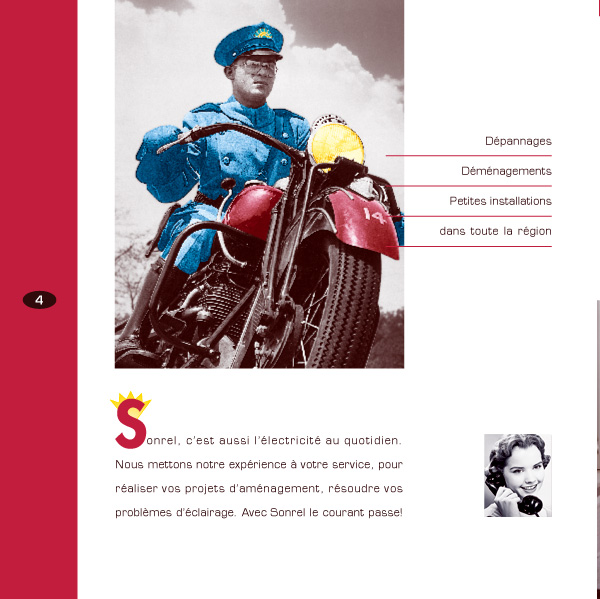 Dépannages
Déménagements
Petites installations
dans toute la région
14
4
Sonrel, c'est aussi l'électricité au quotidien.
Nous mettons notre expérience à votre service, pour
réaliser vos projets d'aménagement, résoudre vos
problèmes d'éclairage. Avec Sonrel le courant passe!